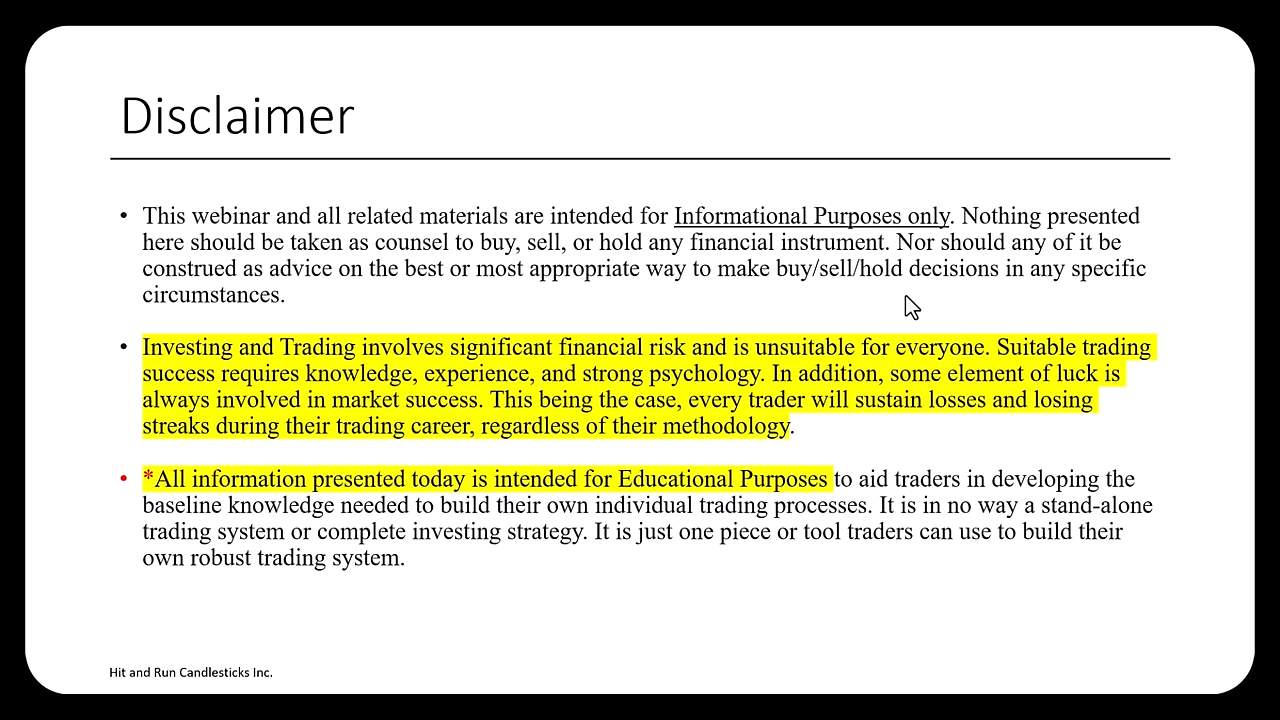 Disclaimer
• This webinar and all related materials are intended for Informational Purposes only. Nothing presented
here should be taken as counsel to buy, sell, or hold any financial instrument. Nor should any of it be
construed as advice on the best or most appropriate way to make buy/sell/hold decisions in any specific
circumstances.
• Investing and Trading involves significant financial risk and is unsuitable for everyone. Suitable trading
success requires knowledge, experience, and strong psychology. In addition, some element of luck is
always involved in market success. This being the case, every trader will sustain losses and losing
streaks during their trading career, regardless of their methodology.
• *All information presented today is intended for Educational Purposes to aid traders in developing the
baseline knowledge needed to build their own individual trading processes. It is in no way a stand-alone
trading system or complete investing strategy. It is just one piece or tool traders can use to build their
own robust trading system.
Hit and Run Candlesticks Inc.